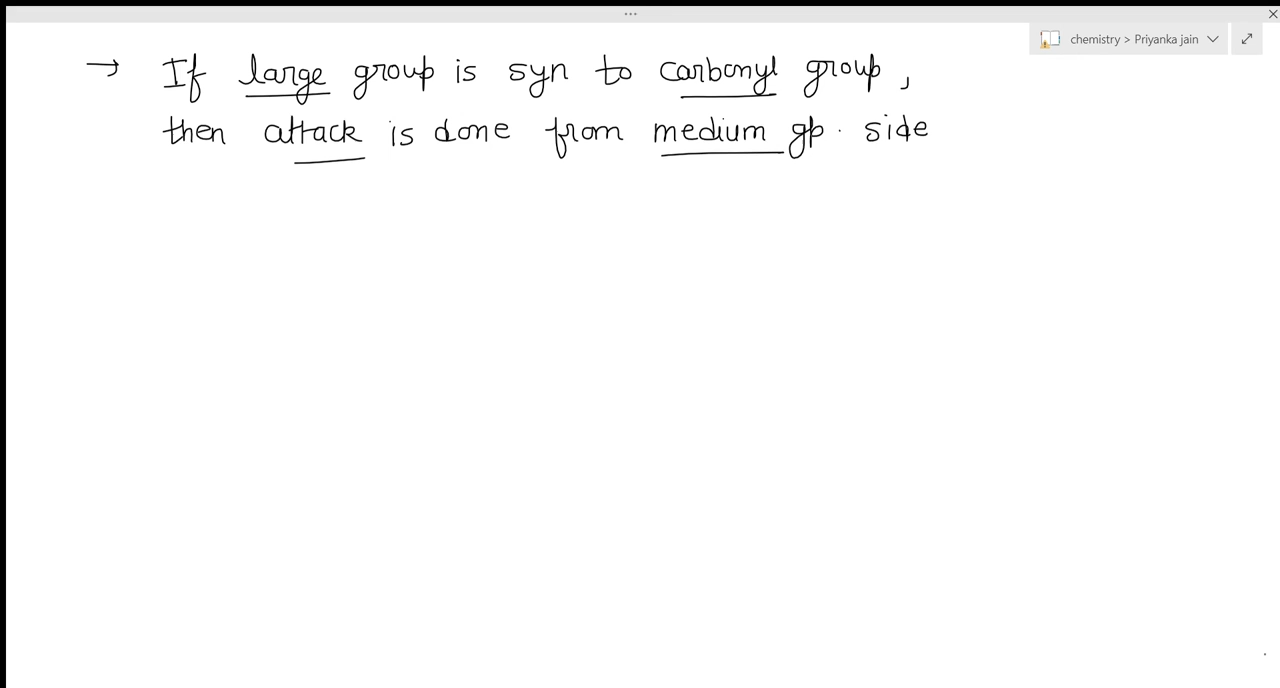 chemistry > Priyanka jain
→ If large group is syn to carbonyl group,
then attack is done from medium gp. side